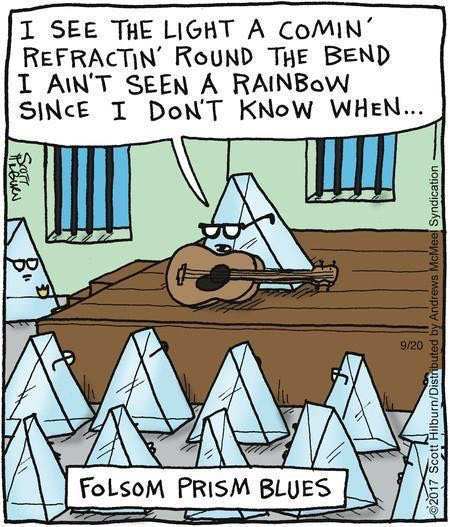 I SEE THE LIGHT A COMIN'
REFRACTIN' ROUND THE BEND
I AIN'T SEEN A RAINBOW
SINCE I DON'T KNOW WHEN...
SCOTT
HILBURN
9/20
©2017 Scott Hilburn/Distributed by Andrews McMeel Syndication
FOLSOM PRISM BLUES